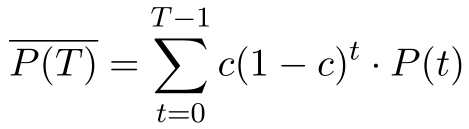 $$\overline{P(T)} = \sum_{t=0}^{T-1} c(1-c)^t \cdot P(t)$$